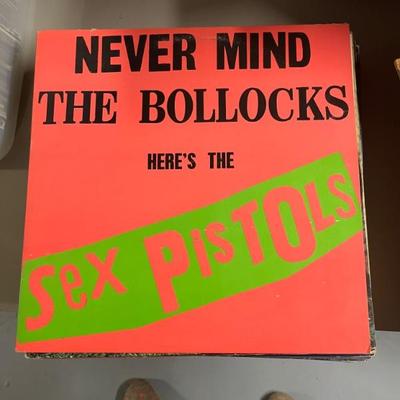 NEVER MIND
THE BOLLOCKS
HERE'S THE
Sex PisTOLs